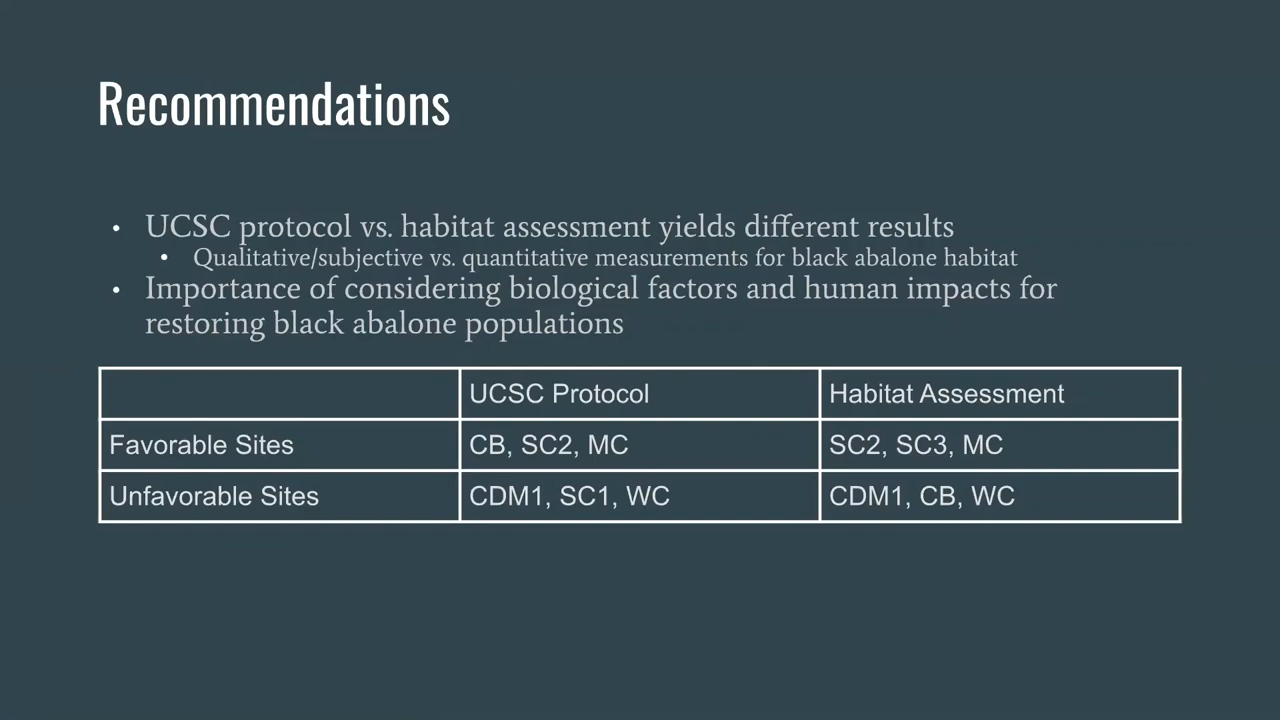 Recommendations
• UCSC protocol vs. habitat assessment yields different results
• Qualitative/subjective vs. quantitative measurements for black abalone habitat
• Importance of considering biological factors and human impacts for
restoring black abalone populations
UCSC Protocol Habitat Assessment
Favorable Sites CB, SC2, MC SC2, SC3, MC
Unfavorable Sites CDM1, SC1, WC CDM1, CB, WC